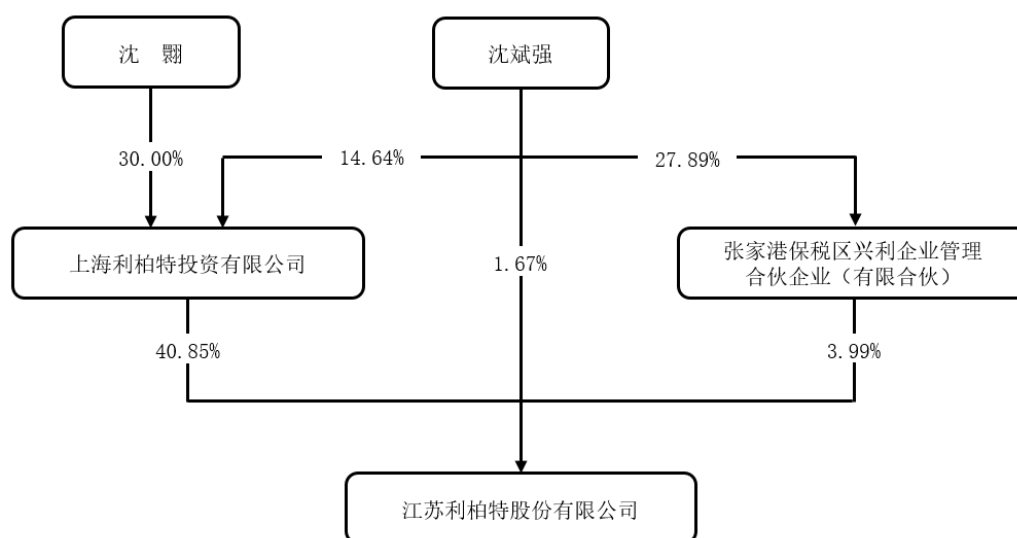 沈 翾
沈斌强
30.00%
14.64%
27.89%
上海利柏特投资有限公司
1.67%
张家港保税区兴利企业管理
合伙企业（有限合伙）
40.85%
3.99%
江苏利柏特股份有限公司